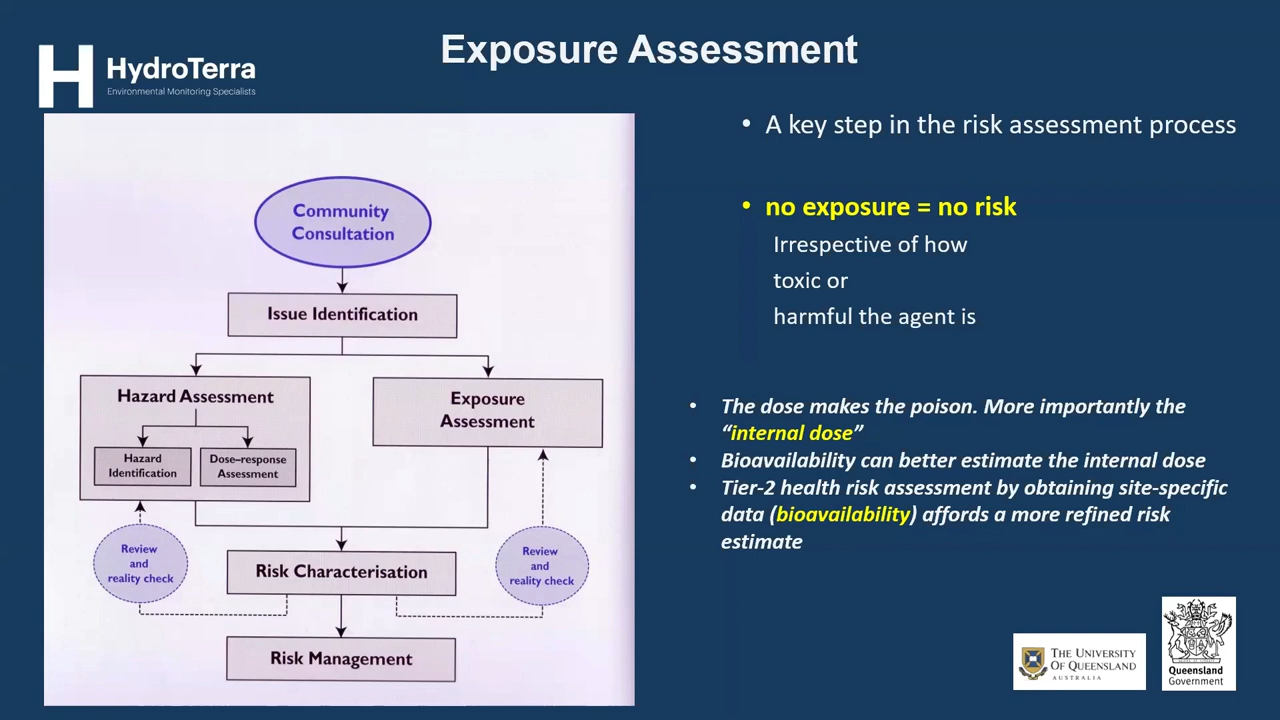 Exposure Assessment
H HydroTerra
Environmental Monitoring Specialists
Community
Consultation
Issue Identification
Hazard Assessment
Hazard
Identification
Dose–response
Assessment
Exposure
Assessment
Review
and
reality check
Risk Characterisation
Review
and
reality check
Risk Management
• A key step in the risk assessment process
• no exposure = no risk
Irrespective of how
toxic or
harmful the agent is
• The dose makes the poison. More importantly the
“internal dose”
• Bioavailability can better estimate the internal dose
• Tier-2 health risk assessment by obtaining site-specific
data (bioavailability) affords a more refined risk
estimate
THE UNIVERSITY
OF QUEENSLAND
AUSTRALIA
Queensland
Government